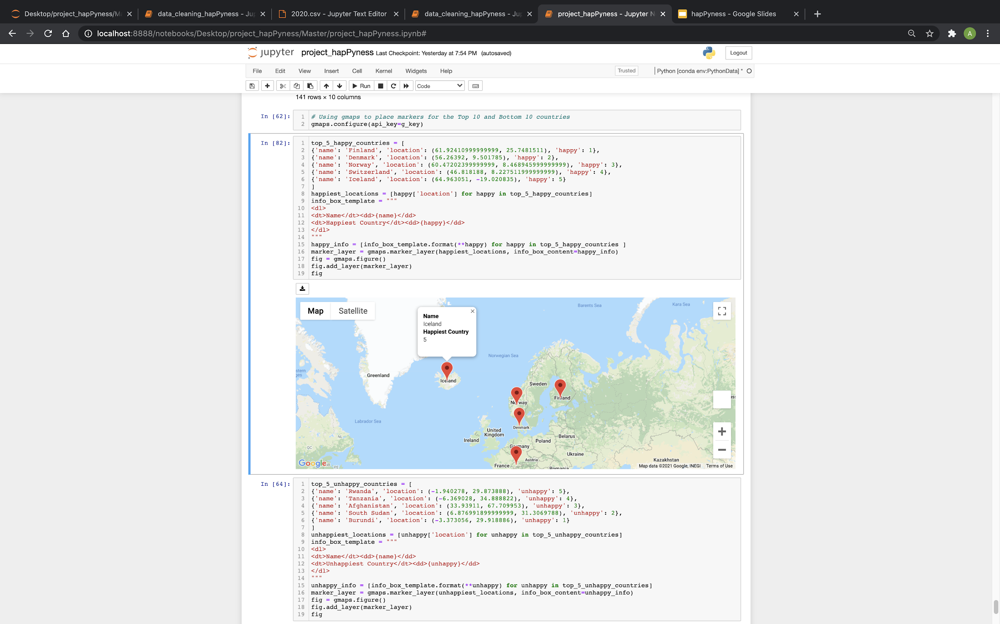 Desktop/project_hapPyness/M
data_cleaning_hapPyness - Ju
2020.csv - Jupyter Text Editor
data_cleaning_hapPyness - Ju
project_hapPyness - Jupyter N
hapPyness - Google Slides
localhost:8888/notebooks/Desktop/project_hapPyness/Master/project_hapPyness.ipynb#
A
jupyter project_hapPyness Last Checkpoint: Yesterday at 7:54 PM (autosaved)
Logout
File Edit View Insert Cell Kernel Widgets Help
Trusted
Python [conda env:PythonData] *
Run
Code
141 rows × 10 columns
In [62]:
1 # Using gmaps to place markers for the Top 10 and Bottom 10 countries
2 gmaps.configure(api_key=g_key)
In [82]:
1 top_5_happy_countries = [
2 {'name': 'Finland', 'location': (61.92410999999999, 25.7481511), 'happy': 1},
3 {'name': 'Denmark', 'location': (56.26392, 9.501785), 'happy': 2},
4 {'name': 'Norway', 'location': (60.47202399999999, 8.468945999999999), 'happy': 3},
5 {'name': 'Switzerland', 'location': (46.818188, 8.227511999999999), 'happy': 4},
6 {'name': 'Iceland', 'location': (64.963051, -19.020835), 'happy': 5}
7 ]
8 happiest_locations = [happy['location'] for happy in top_5_happy_countries]
9 info_box_template = """
10 <dl>
11 <dt>Name</dt><dd>{name}</dd>
12 <dt>Happiest Country</dt><dd>{happy}</dd>
13 </dl>
14 """
15 happy_info = [info_box_template.format(**happy) for happy in top_5_happy_countries ]
16 marker_layer = gmaps.marker_layer(happiest_locations, info_box_content=happy_info)
17 fig = gmaps.figure()
18 fig.add_layer(marker_layer)
19 fig
Map Satellite
Name
Iceland
Happiest Country
5
Barents Sea
Kara Sea
Norwegian Sea
Greenland
Iceland
Sweden
Finland
Norway
Labrador Sea
Denmark
United
Kingdom
Ireland
Belarus
Poland
Germany
NL
QC
Ukraine
Austria
Kazakhstan
France
Romania
Google
PE
Map data ©2021 Google, INEGI
Terms of Use
In [64]:
1 top_5_unhappy_countries = [
2 {'name': 'Rwanda', 'location': (-1.940278, 29.873888), 'unhappy': 5},
3 {'name': 'Tanzania', 'location': (-6.369028, 34.888822), 'unhappy': 4},
4 {'name': 'Afghanistan', 'location': (33.93911, 67.709953), 'unhappy': 3},
5 {'name': 'South Sudan', 'location': (6.876991899999999, 31.3069788), 'unhappy': 2},
6 {'name': 'Burundi', 'location': (-3.373056, 29.918886), 'unhappy': 1}
7 ]
8 unhappiest_locations = [unhappy['location'] for unhappy in top_5_unhappy_countries]
9 info_box_template = """
10 <dl>
11 <dt>Name</dt><dd>{name}</dd>
12 <dt>Unhappiest Country</dt><dd>{unhappy}</dd>
13 </dl>
14 """
15 unhappy_info = [info_box_template.format(**unhappy) for unhappy in top_5_unhappy_countries]
16 marker_layer = gmaps.marker_layer(unhappiest_locations, info_box_content=unhappy_info)
17 fig = gmaps.figure()
18 fig.add_layer(marker_layer)
19 fig